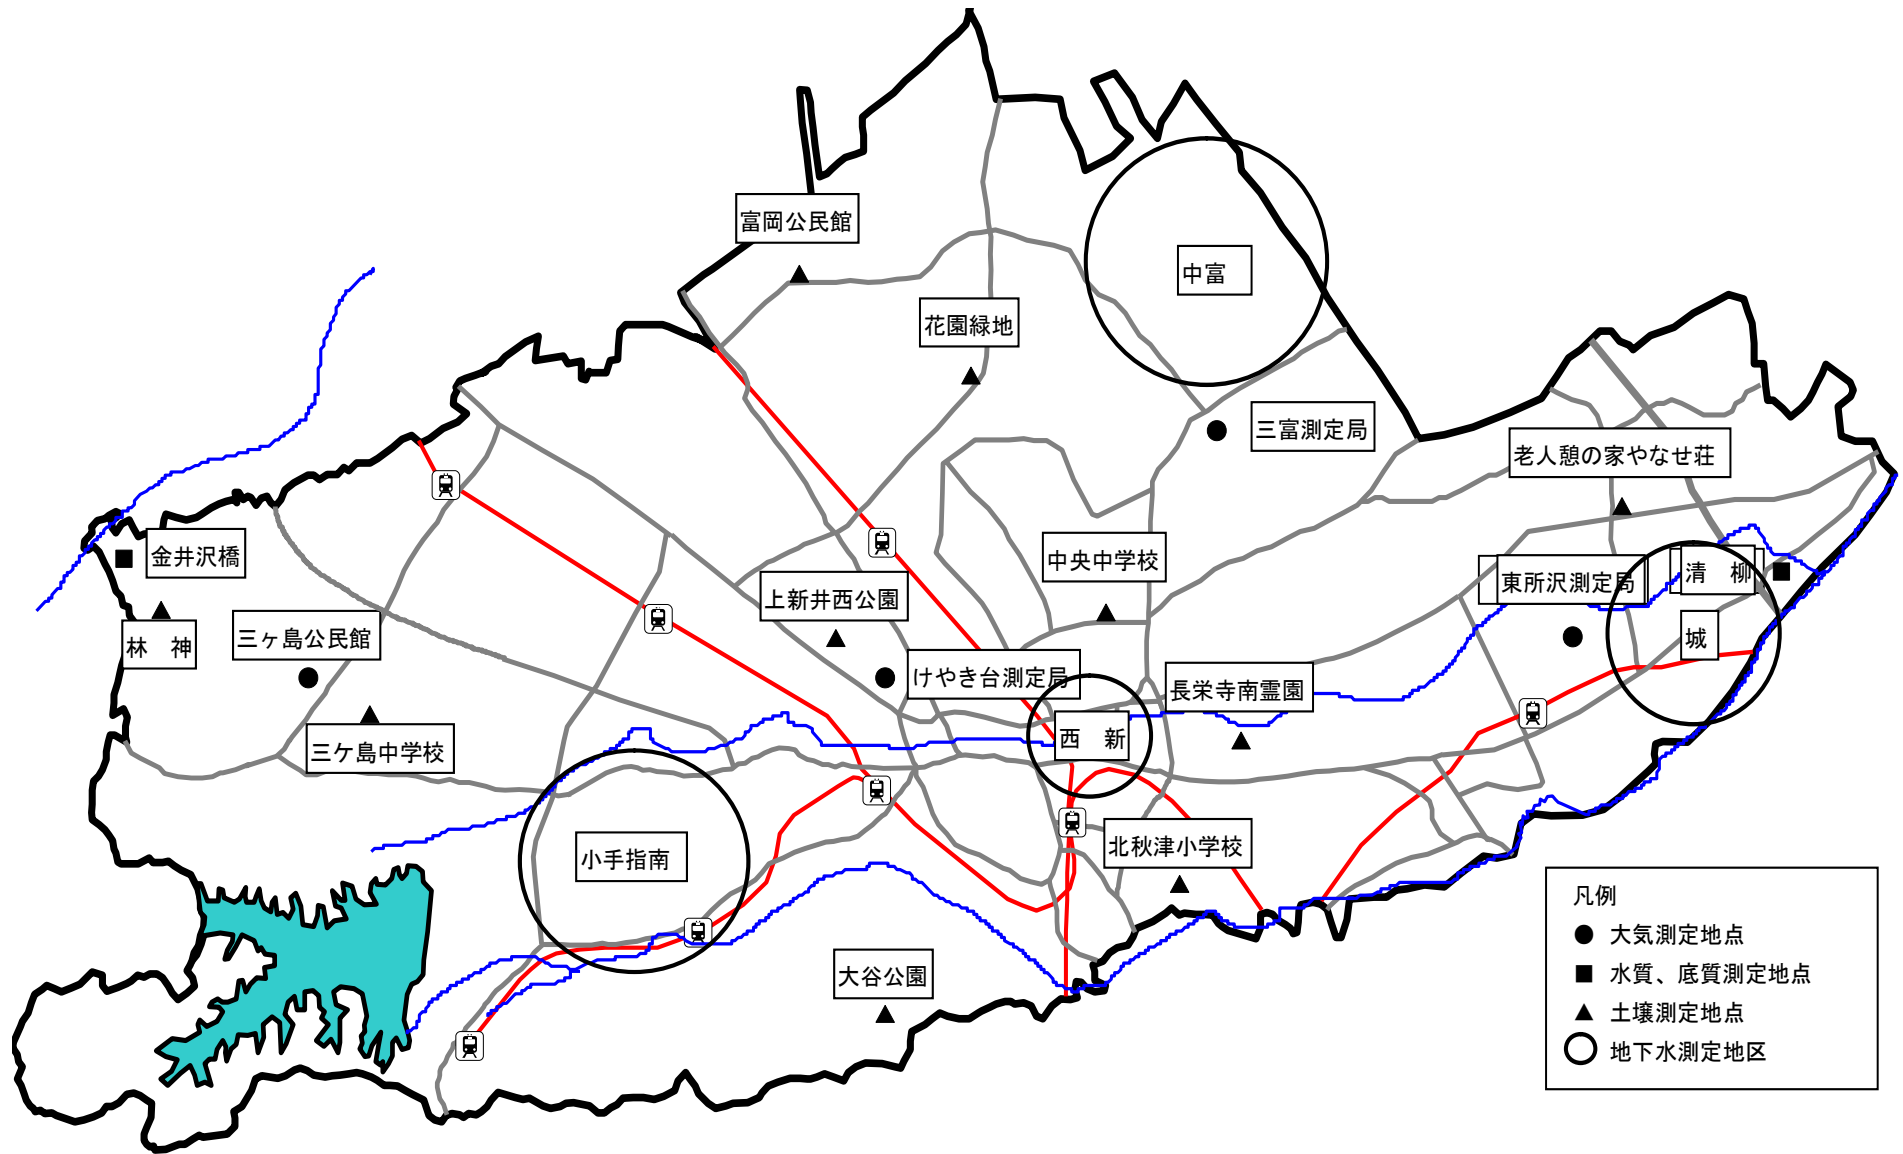 富岡公民館
中富
花園緑地
三富測定局
老人憩の家やなせ荘
金井沢橋
中央中学校
上新井西公園
東所沢測定局
清　柳
三ヶ島公民館
林　神
城
けやき台測定局
長栄寺南霊園
三ケ島中学校
西　新
小手指南
北秋津小学校
大谷公園
凡例
大気測定地点
水質、底質測定地点
土壌測定地点
地下水測定地区